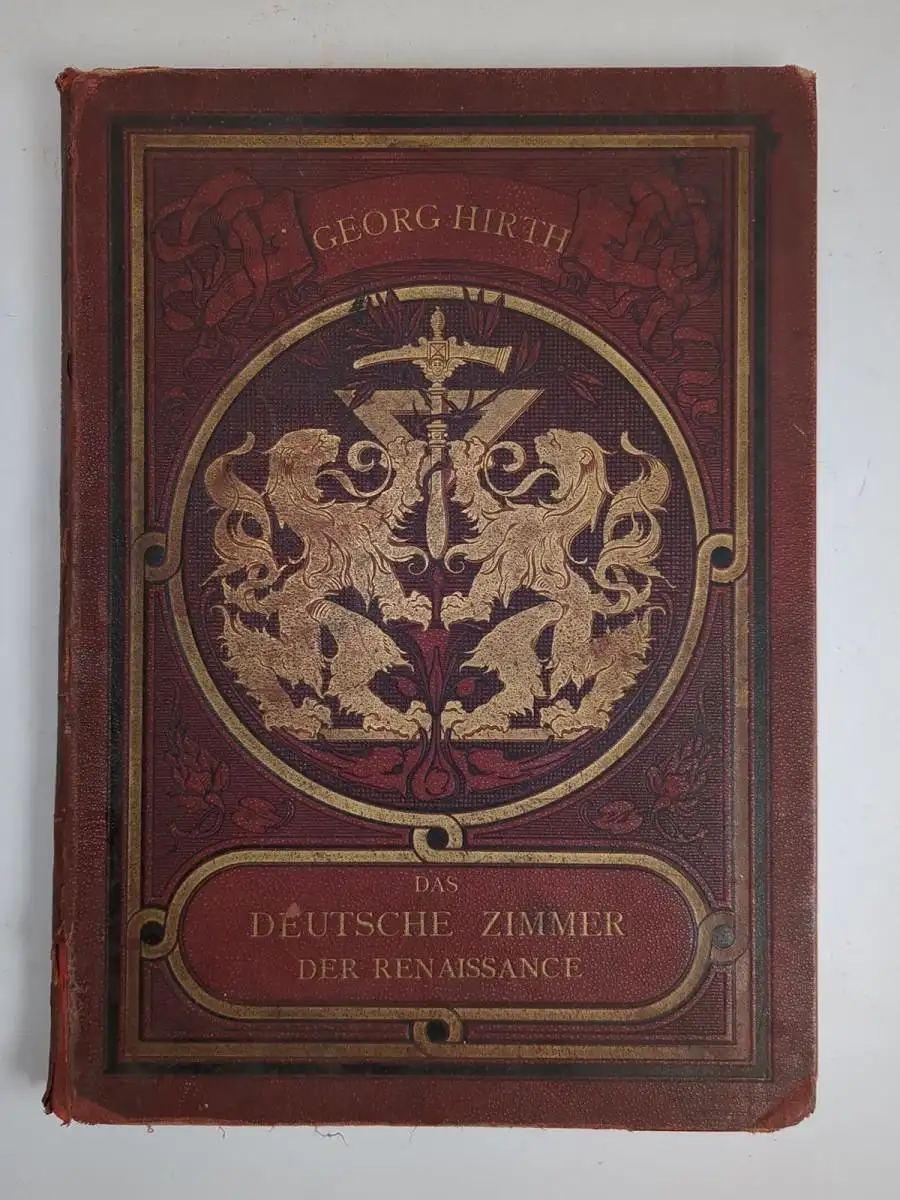 GEORG HIRTH
DAS
DEUTSCHE ZIMMER
DER RENAISSANCE